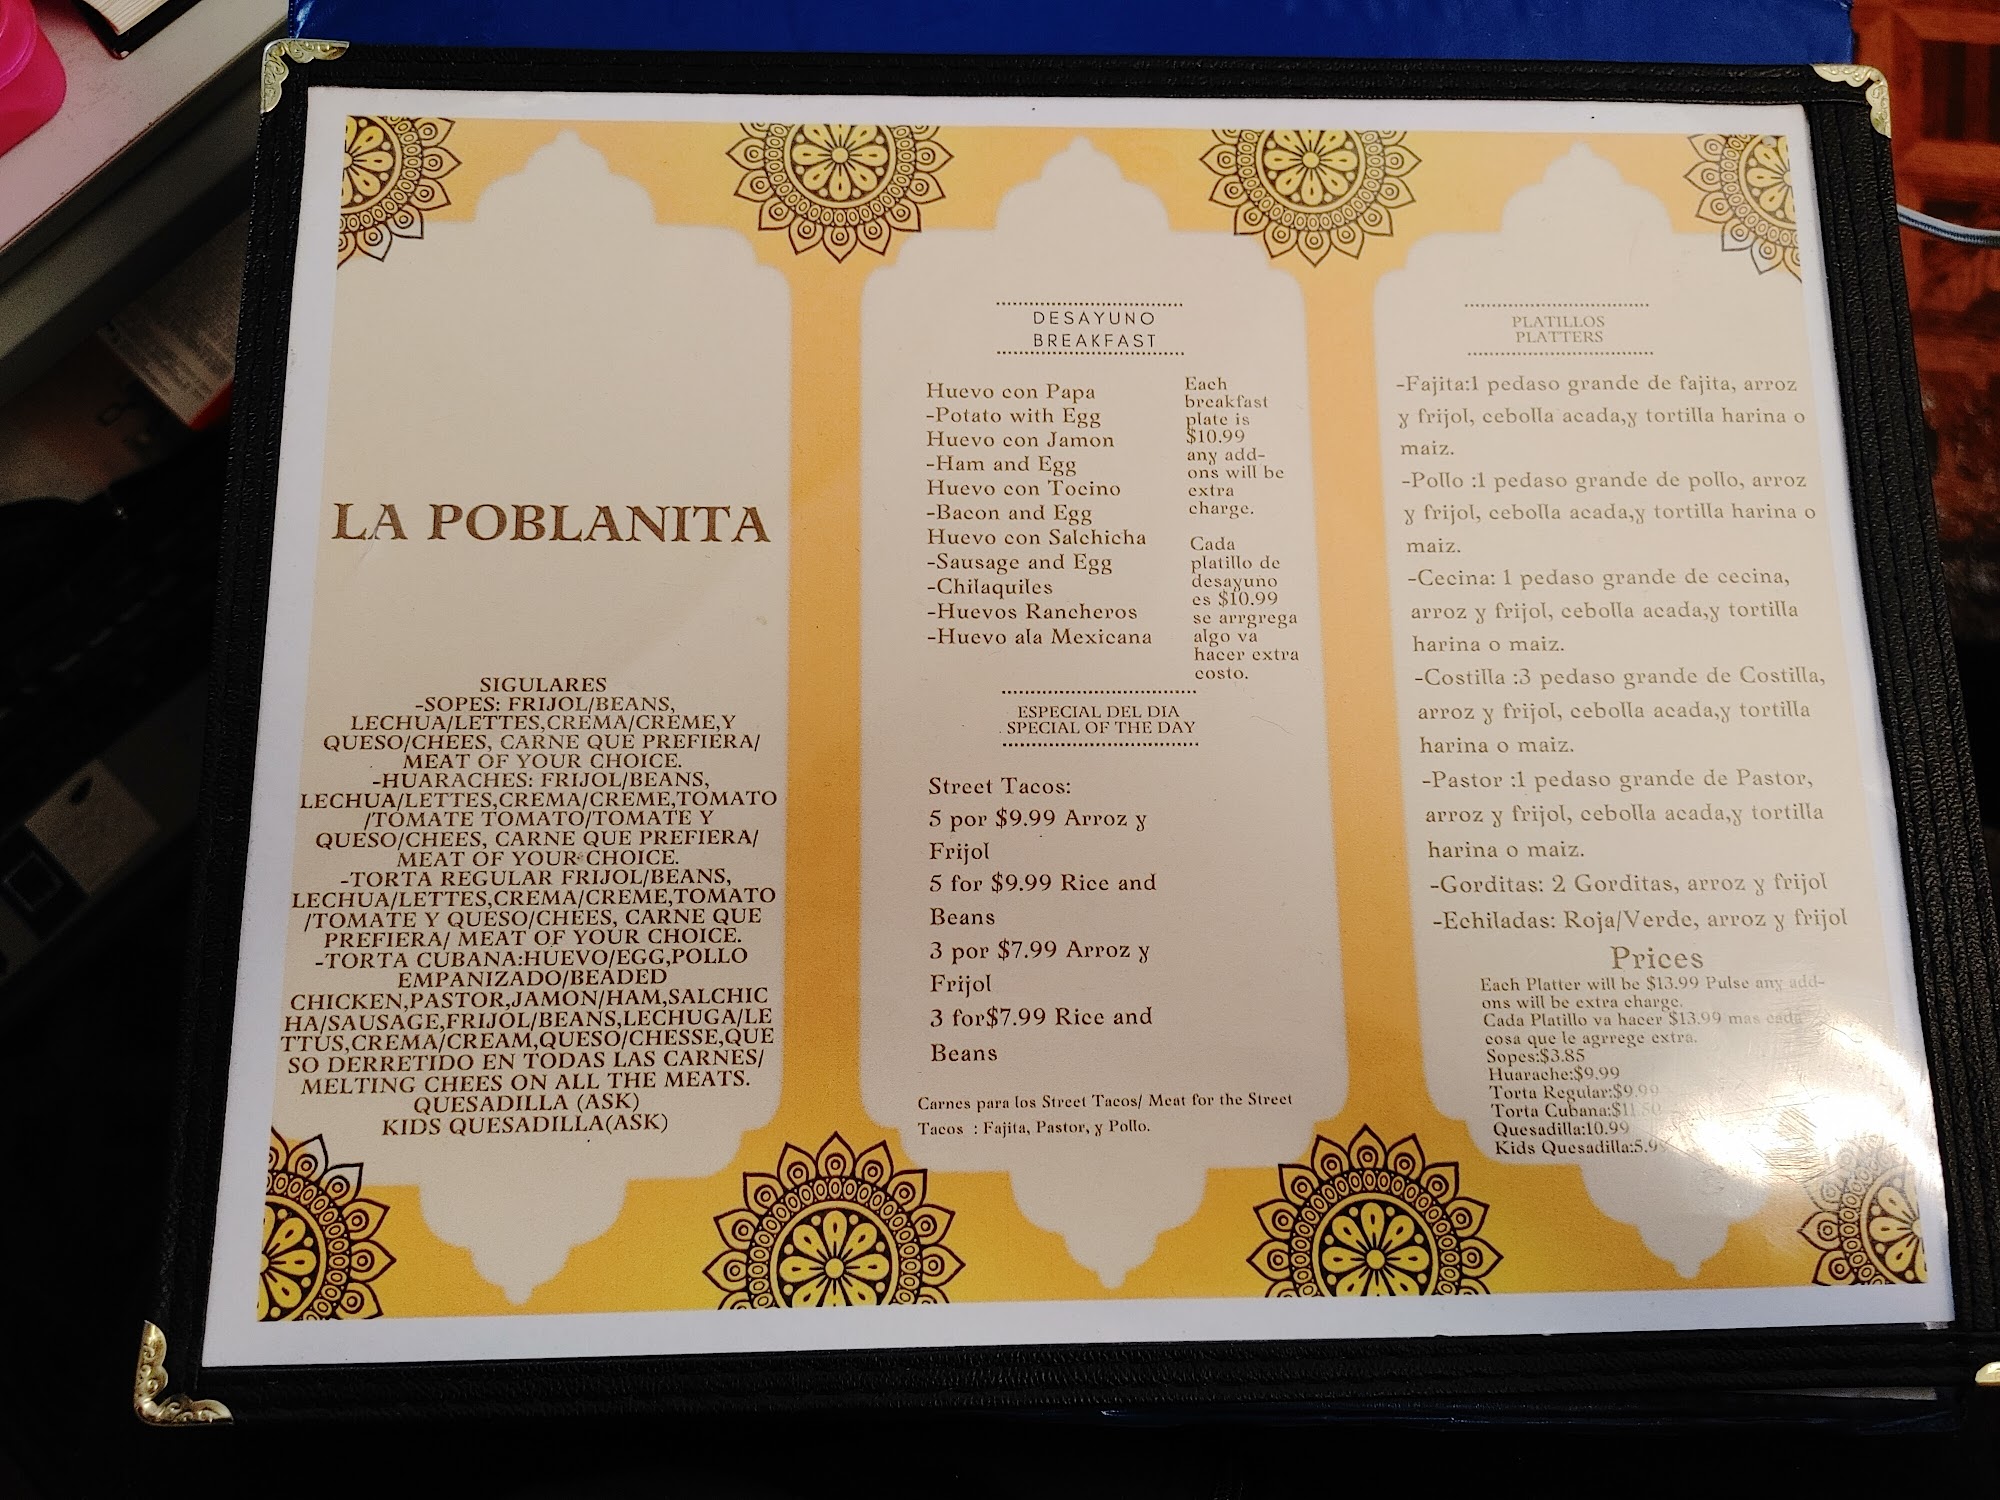 LA POBLANITA
SIGULARES
-SOPES: FRIJOL/BEANS,
LECHUA/LETTES,CREMA/CREME,Y
QUESO/CHEES, CARNE QUE PREFIERA/
MEAT OF YOUR CHOICE.
-HUARACHES: FRIJOL/BEANS,
LECHUA/LETTES,CREMA/CREME,TOMATO
/TOMATE TOMATO/TOMATE Y
QUESO/CHEES, CARNE QUE PREFIERA/
MEAT OF YOUR CHOICE.
-TORTA REGULAR FRIJOL/BEANS,
LECHUA/LETTES,CREMA/CREME,TOMATO
/TOMATE Y QUESO/CHEES, CARNE QUE
PREFIERA/ MEAT OF YOUR CHOICE.
-TORTA CUBANA:HUEVO/EGG,POLLO
EMPANIZADO/BEADED
CHICKEN,PASTOR,JAMON/HAM,SALCHIC
HA/SAUSAGE,FRIJOL/BEANS,LECHUGA/LE
TTUS,CREMA/CREAM,QUESO/CHESSE,QUE
SO DERRETIDO EN TODAS LAS CARNES/
MELTING CHEES ON ALL THE MEATS.
QUESADILLA (ASK)
KIDS QUESADILLA(ASK)
DESAYUNO
BREAKFAST
Huevo con Papa
-Potato with Egg
Huevo con Jamon
-Ham and Egg
Huevo con Tocino
-Bacon and Egg
Huevo con Salchicha
-Sausage and Egg
-Chilaquiles
-Huevos Rancheros
-Huevo ala Mexicana
Each
breakfast
plate is
$10.99
any add-
ons will be
extra
charge.
Cada
platillo de
desayuno
es $10.99
se arrgrega
algo va
hacer extra
costo.
ESPECIAL DEL DIA
SPECIAL OF THE DAY
Street Tacos:
5 por $9.99 Arroz y
Frijol
5 for $9.99 Rice and
Beans
3 por $7.99 Arroz y
Frijol
3 for$7.99 Rice and
Beans
Carnes para los Street Tacos/ Meat for the Street
Tacos : Fajita, Pastor, y Pollo.
PLATILLOS
PLATTERS
-Fajita:1 pedaso grande de fajita, arroz
y frijol, cebolla acada,y tortilla harina o
maiz.
-Pollo :1 pedaso grande de pollo, arroz
y frijol, cebolla acada,y tortilla harina o
maiz.
-Cecina: 1 pedaso grande de cecina,
arroz y frijol, cebolla acada,y tortilla
harina o maiz.
-Costilla :3 pedaso grande de Costilla,
arroz y frijol, cebolla acada,y tortilla
harina o maiz.
-Pastor :1 pedaso grande de Pastor,
arroz y frijol, cebolla acada,y tortilla
harina o maiz.
-Gorditas: 2 Gorditas, arroz y frijol
-Echiladas: Roja/Verde, arroz y frijol
Prices
Each Platter will be $13.99 Pulse any add-
ons will be extra charge.
Cada Platillo va hacer $13.99 mas cada
cosa que le agrrege extra.
Sopes:$3.85
Huarache:$9.99
Torta Regular:$9.99
Torta Cubana:$11.50
Quesadilla:10.99
Kids Quesadilla:5.99